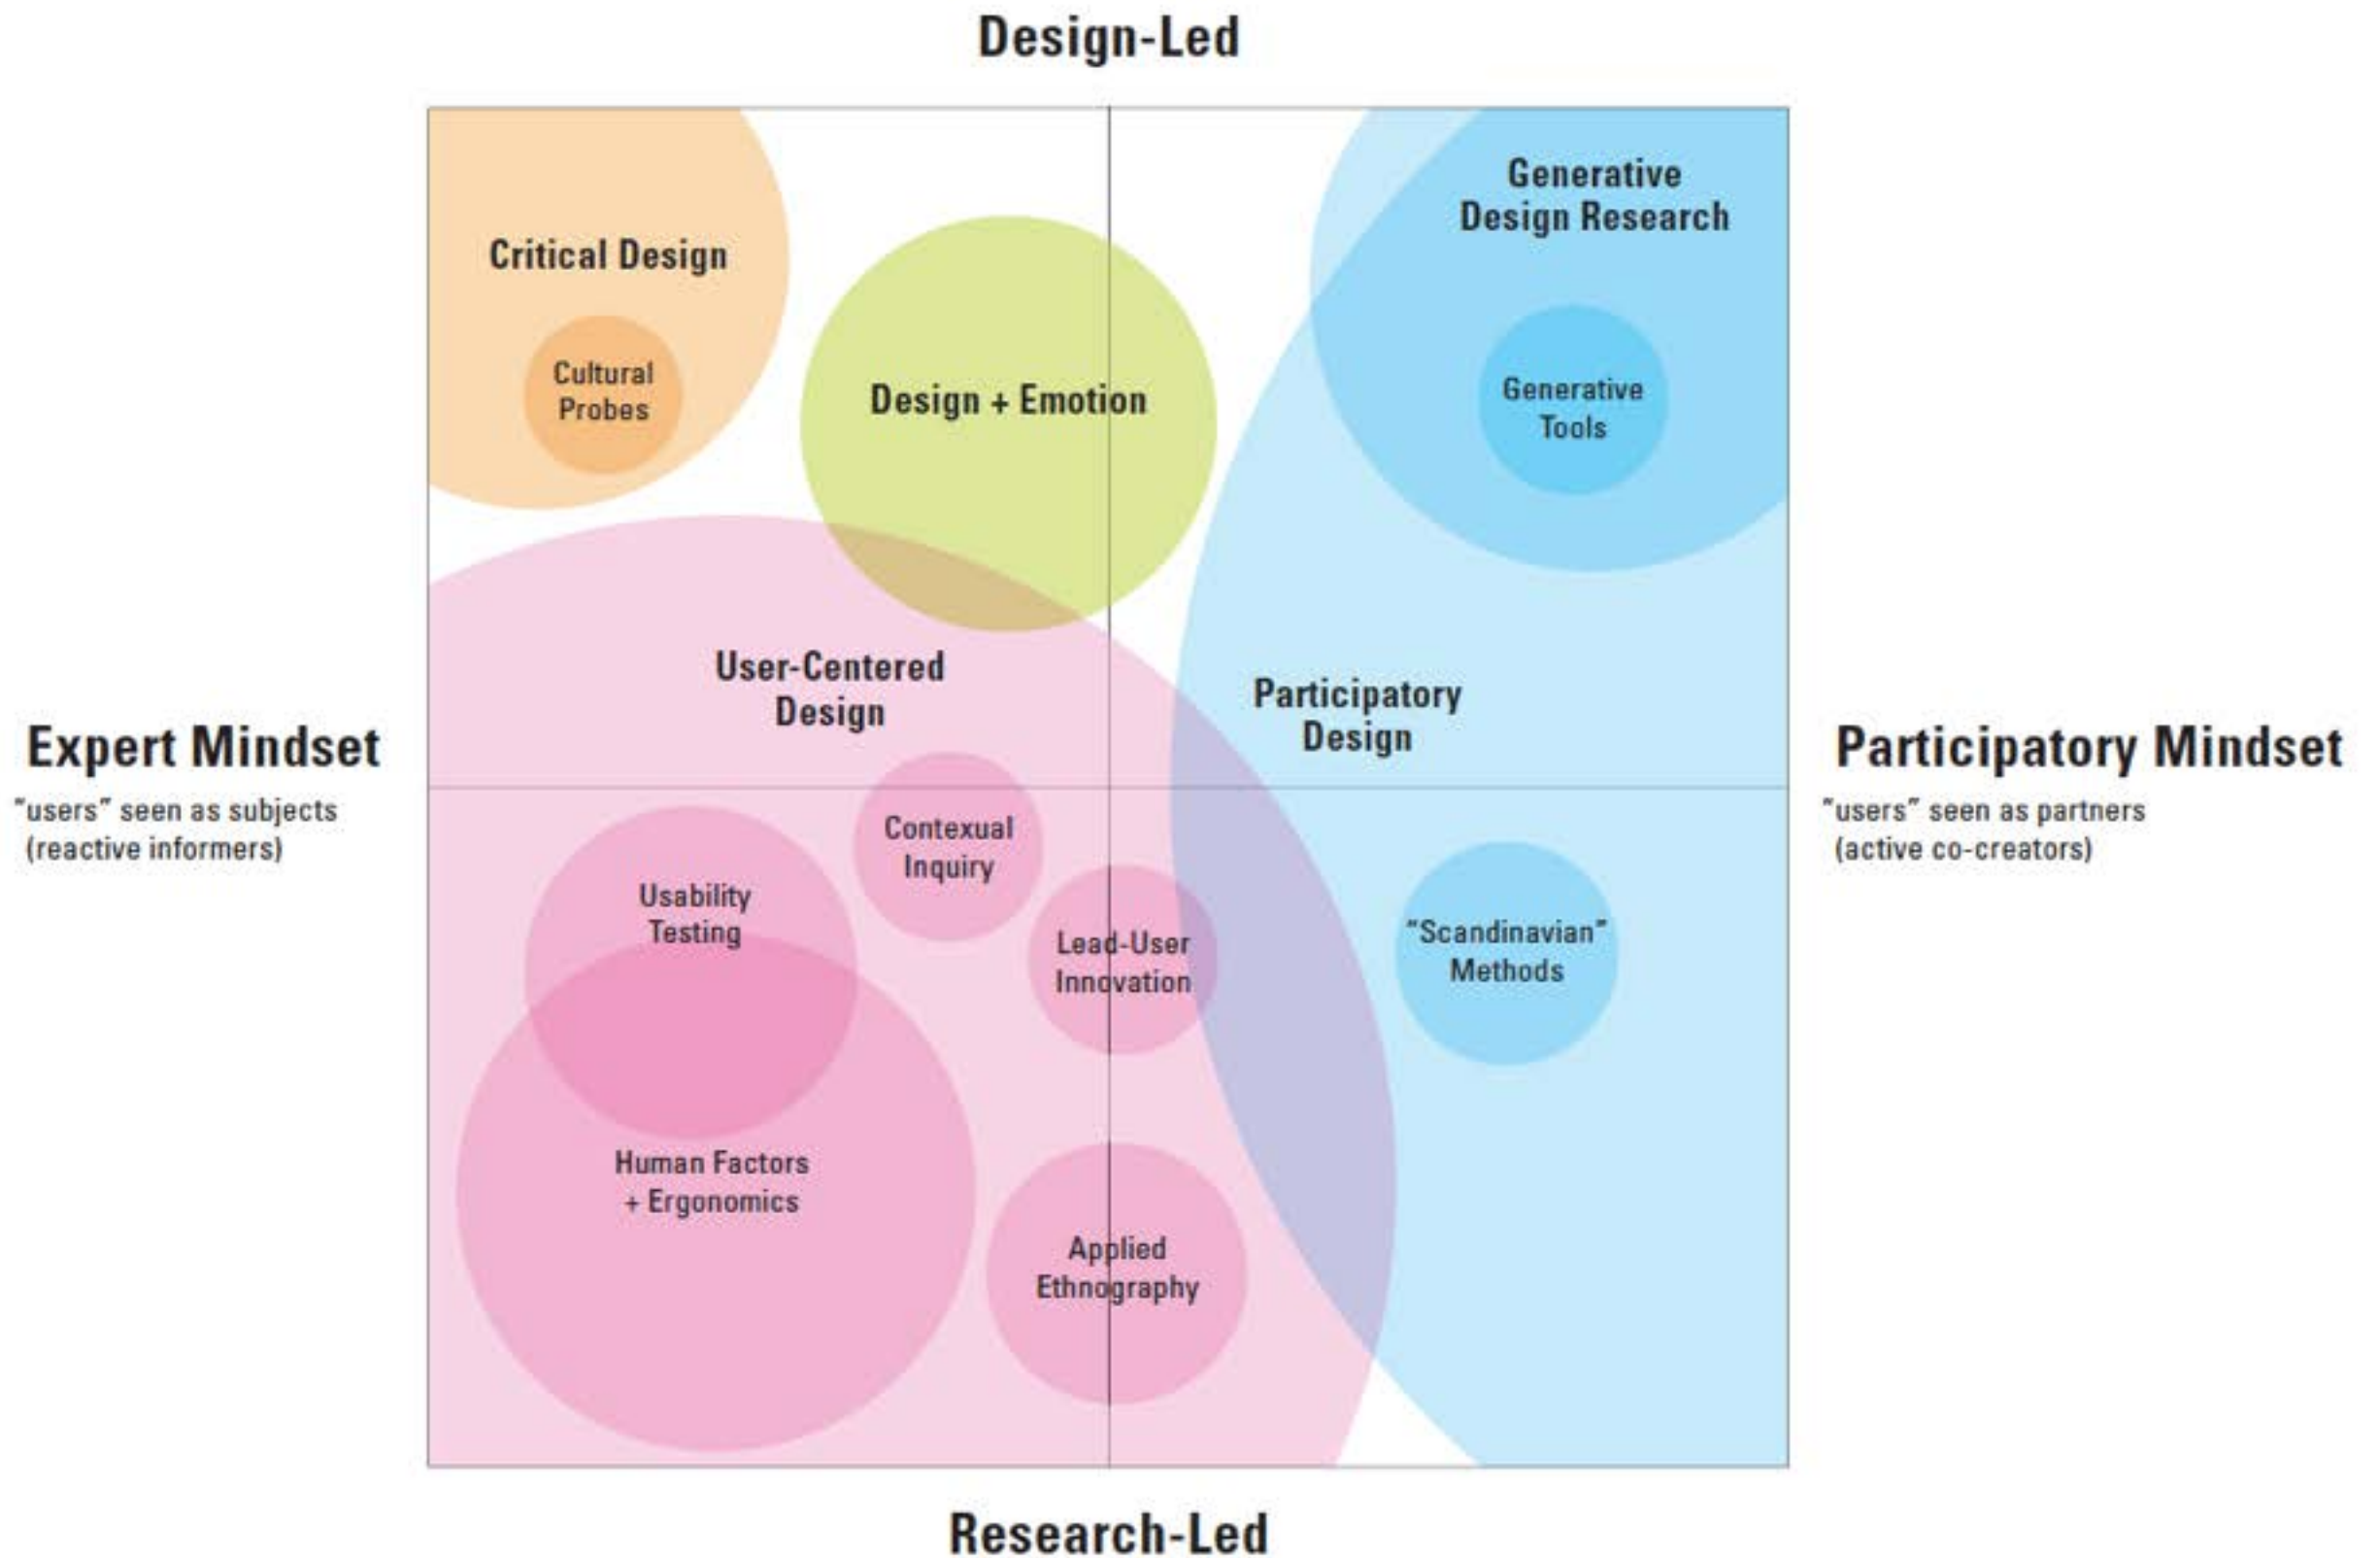 Design-Led
Generative
Design Research
Critical Design
Cultural
Probes
Design + Emotion
Generative
Tools
User-Centered
Design
Participatory
Design
Expert Mindset
"users" seen as subjects
(reactive informers)
Participatory Mindset
"users" seen as partners
(active co-creators)
Contexual
Inquiry
Usability
Testing
Lead-User
Innovation
"Scandinavian"
Methods
Human Factors
+ Ergonomics
Applied
Ethnography
Research-Led